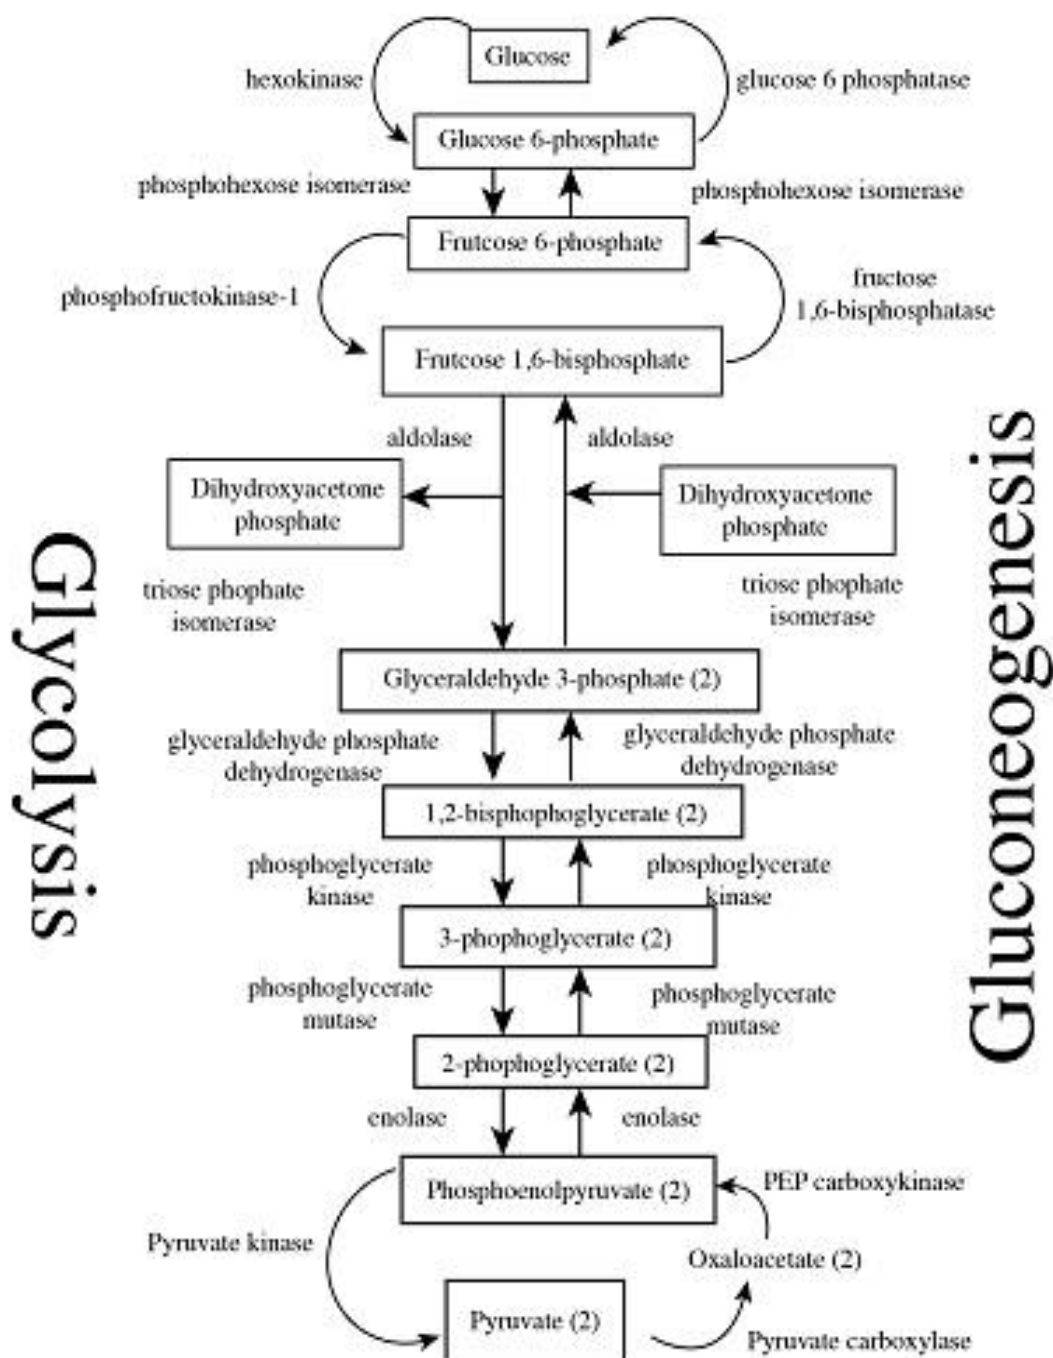 Glucose
hexokinase
glucose 6 phosphatase
Glucose 6-phosphate
phosphohexose isomerase
phosphohexose isomerase
Frutcose 6-phosphate
phosphofructokinase-1
fructose
1,6-bisphosphatase
Frutcose 1,6-bisphosphate
aldolase
aldolase
Dihydroxyacetone
phosphate
Dihydroxyacetone
phosphate
triose phophate
isomerase
triose phophate
isomerase
Glyceraldehyde 3-phosphate (2)
glyceraldehyde phosphate
dehydrogenase
glyceraldehyde phosphate
dehydrogenase
1,2-bisphophoglycerate (2)
phosphoglycerate
kinase
phosphoglycerate
kinase
3-phophoglycerate (2)
phosphoglycerate
mutase
phosphoglycerate
mutase
2-phophoglycerate (2)
enolase
enolase
Phosphoenolpyruvate (2)
PEP carboxykinase
Pyruvate kinase
Oxaloacetate (2)
Pyruvate (2)
Pyruvate carboxylase
Glycolysis
Gluconeogenesis